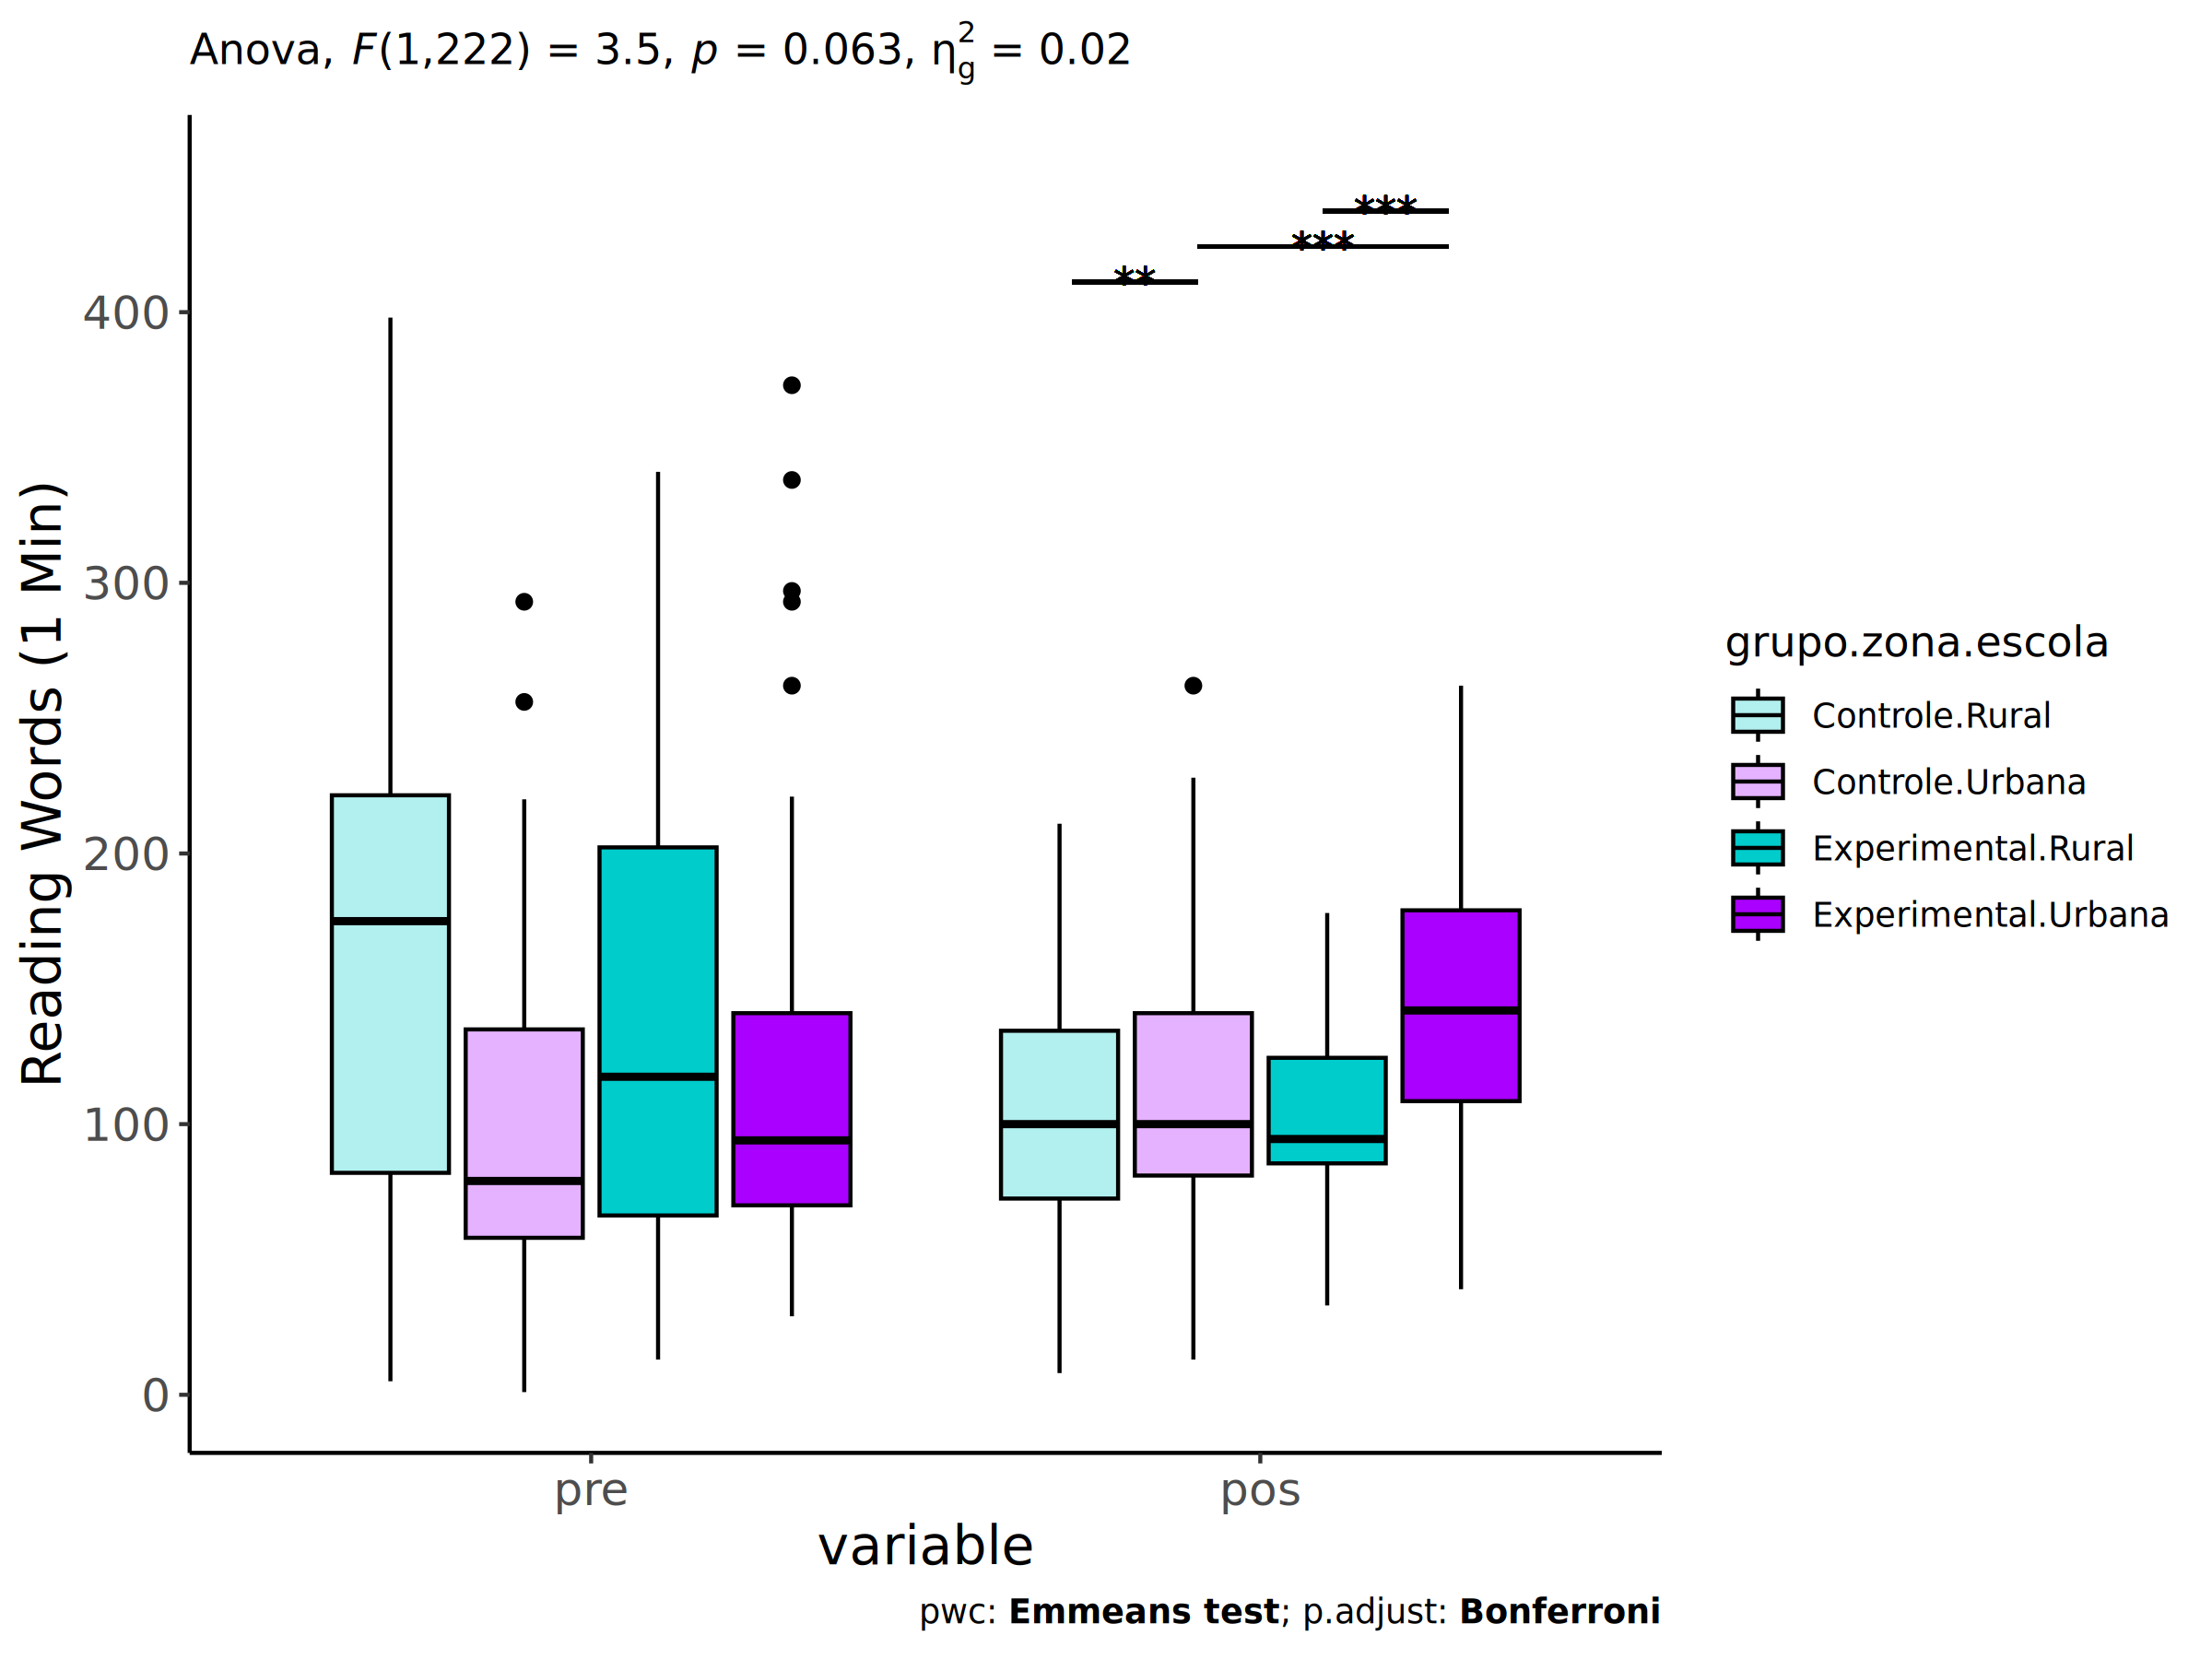 Anova, F(1,222) = 3.5, p = 0.063, η²g = 0.02
***
***
**
400
300
200
100
0
Reading Words (1 Min)
pre
pos
variable
grupo.zona.escola
Controle.Rural
Controle.Urbana
Experimental.Rural
Experimental.Urbana
pwc: Emmeans test; p.adjust: Bonferroni